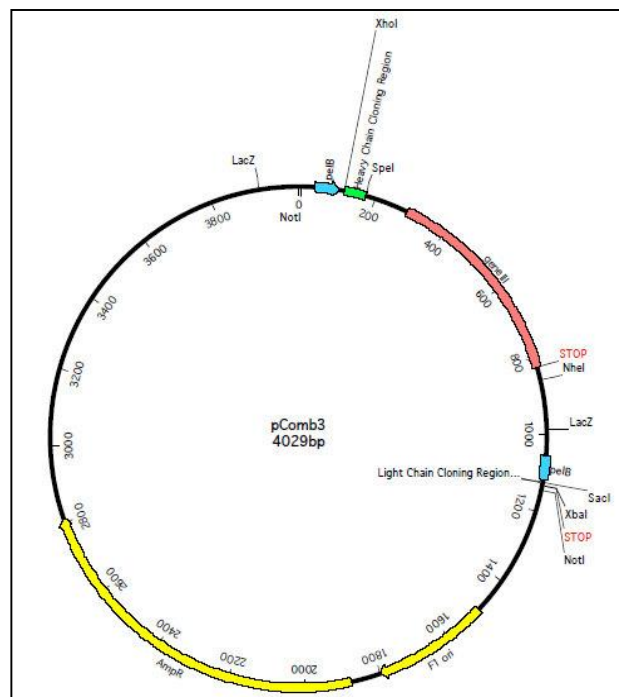 XhoI
Heavy Chain Cloning Region
pelB
SpeI
LacZ
NotI
0
200
400
gene III
600
800
STOP
NheI
LacZ
1000
pelB
Light Chain Cloning Region...
SacI
XbaI
STOP
NotI
1200
1400
1600
F1 ori
1800
2000
2200
AmpR
2400
2600
2800
3000
3200
3400
3600
3800
pComb3
4029bp